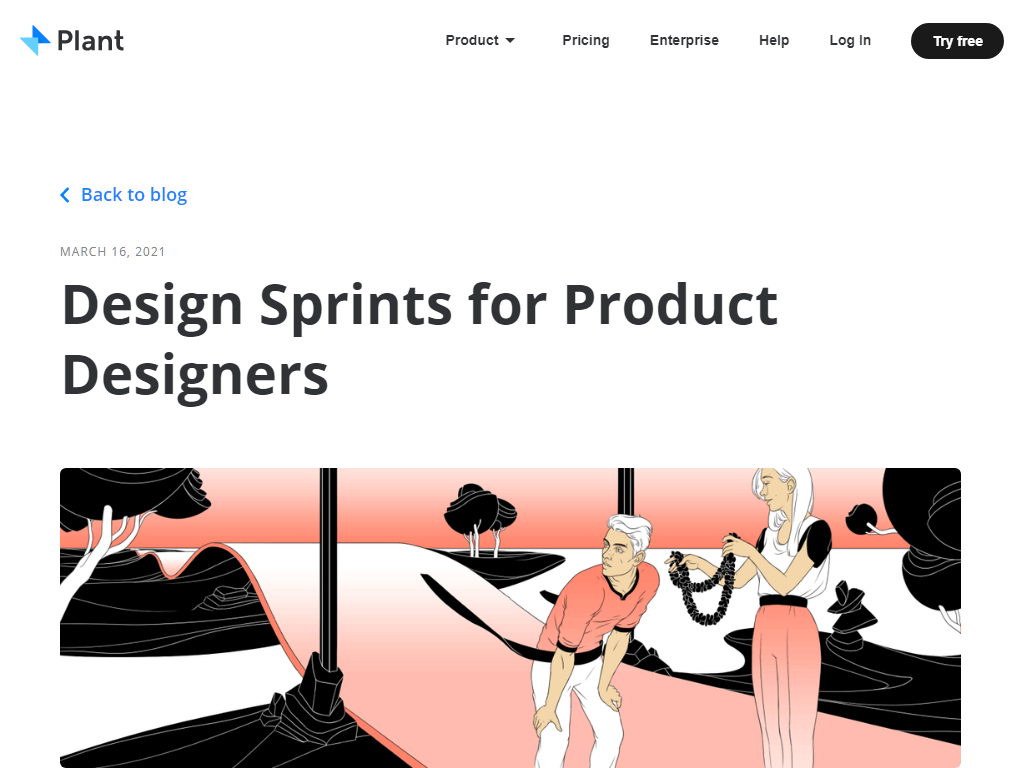 Plant
Product
Pricing
Enterprise
Help
Log In
Try free
Back to blog
MARCH 16, 2021
Design Sprints for Product
Designers